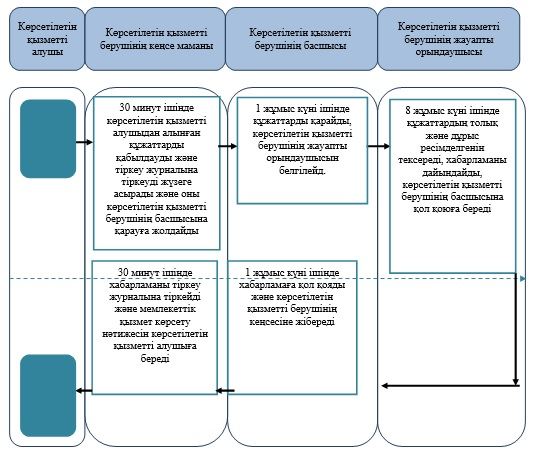 Көрсетілетін
қызметті
алушы
Көрсетілетін қызметті
берушінің кеңсе маманы
Көрсетілетін қызметті
берушінің басшысы
Көрсетілетін қызметті
берушінің жауапты
орындаушысы
30 минут ішінде
көрсетілетін қызметті
алушыдан алынған
құжаттарды
қабылдауды және
тіркеу журналына
тіркеуді жүзеге
асырады және оны
көрсетілетін қызметті
берушінің басшысына
қарауға жолдайды
1 жұмыс күні ішінде
құжаттарды қарайды,
көрсетілетін қызметті
берушінің жауапты
орындаушысын
белгілейд.
8 жұмыс күні ішінде
құжаттардың толық
және дұрыс
ресімделгенін
тексереді, хабарламаны
дайындайды,
көрсетілетін қызметті
берушінің басшысына
қол қоюға береді
30 минут ішінде
хабарламаны тіркеу
журналына тіркейді
және мемлекеттік
қызмет көрсету
нәтижесін көрсетілетін
қызметті алушыға
береді
1 жұмыс күні ішінде
хабарламаға қол қояды
және көрсетілетін
қызметті берушінің
кеңсесіне жібереді